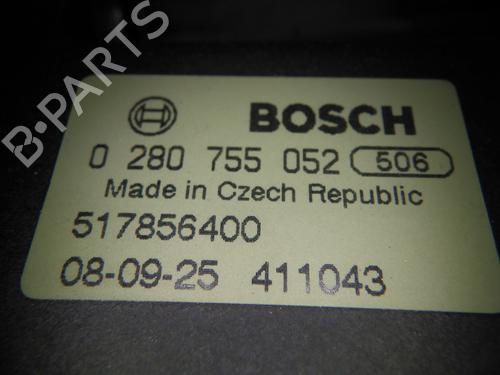 B-PARTS
BOSCH
0 280 755 052 506
Made in Czech Republic
517856400
08-09-25 411043